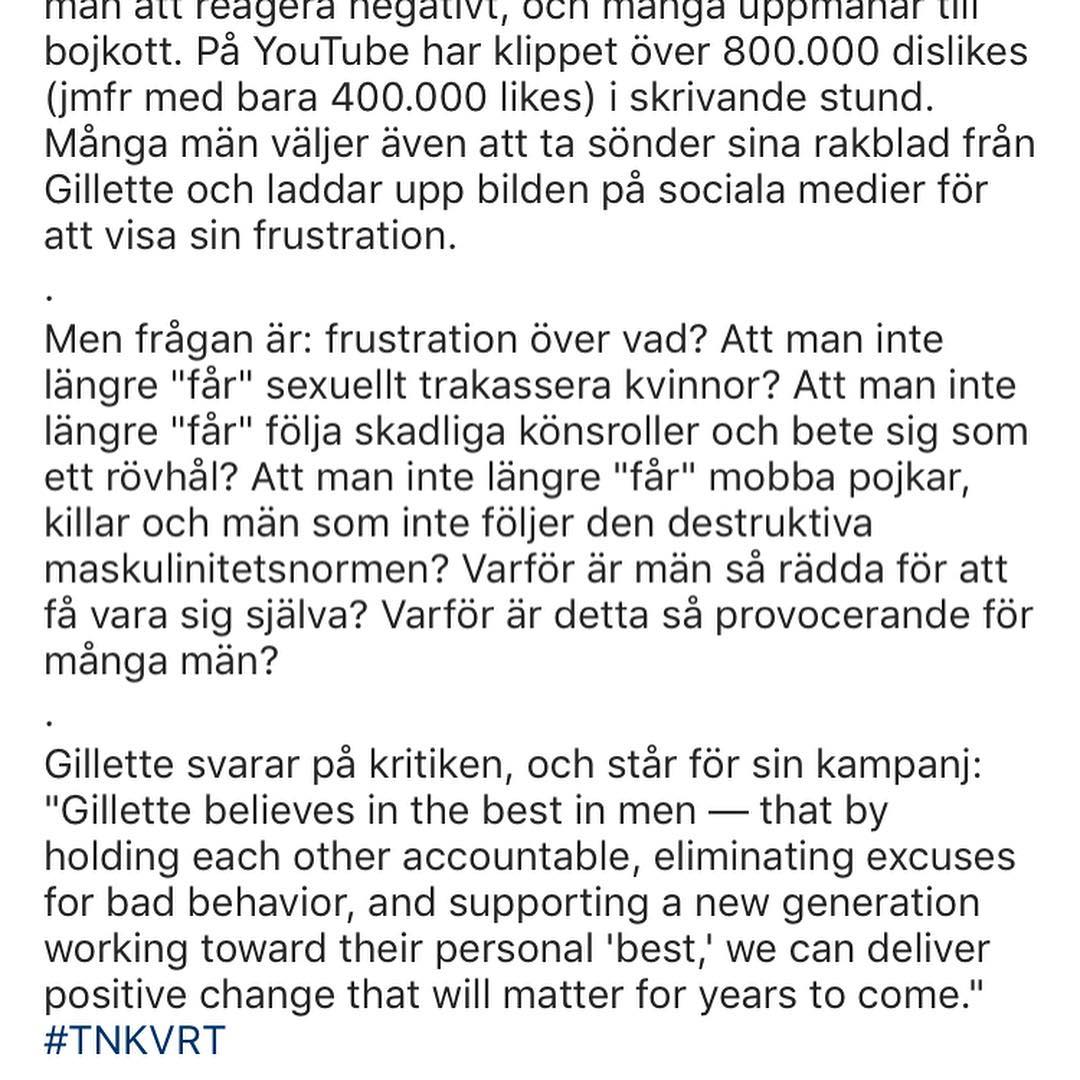 man att reagera negativt, och många uppmanar till
bojkott. På YouTube har klippet över 800.000 dislikes
(jmfr med bara 400.000 likes) i skrivande stund.
Många män väljer även att ta sönder sina rakblad från
Gillette och laddar upp bilden på sociala medier för
att visa sin frustration.
.
Men frågan är: frustration över vad? Att man inte
längre "får" sexuellt trakassera kvinnor? Att man inte
längre "får" följa skadliga könsroller och bete sig som
ett rövhål? Att man inte längre "får" mobba pojkar,
killar och män som inte följer den destruktiva
maskulinitetsnormen? Varför är män så rädda för att
få vara sig själva? Varför är detta så provocerande för
många män?
.
Gillette svarar på kritiken, och står för sin kampanj:
"Gillette believes in the best in men — that by
holding each other accountable, eliminating excuses
for bad behavior, and supporting a new generation
working toward their personal 'best,' we can deliver
positive change that will matter for years to come."
#TNKVRT